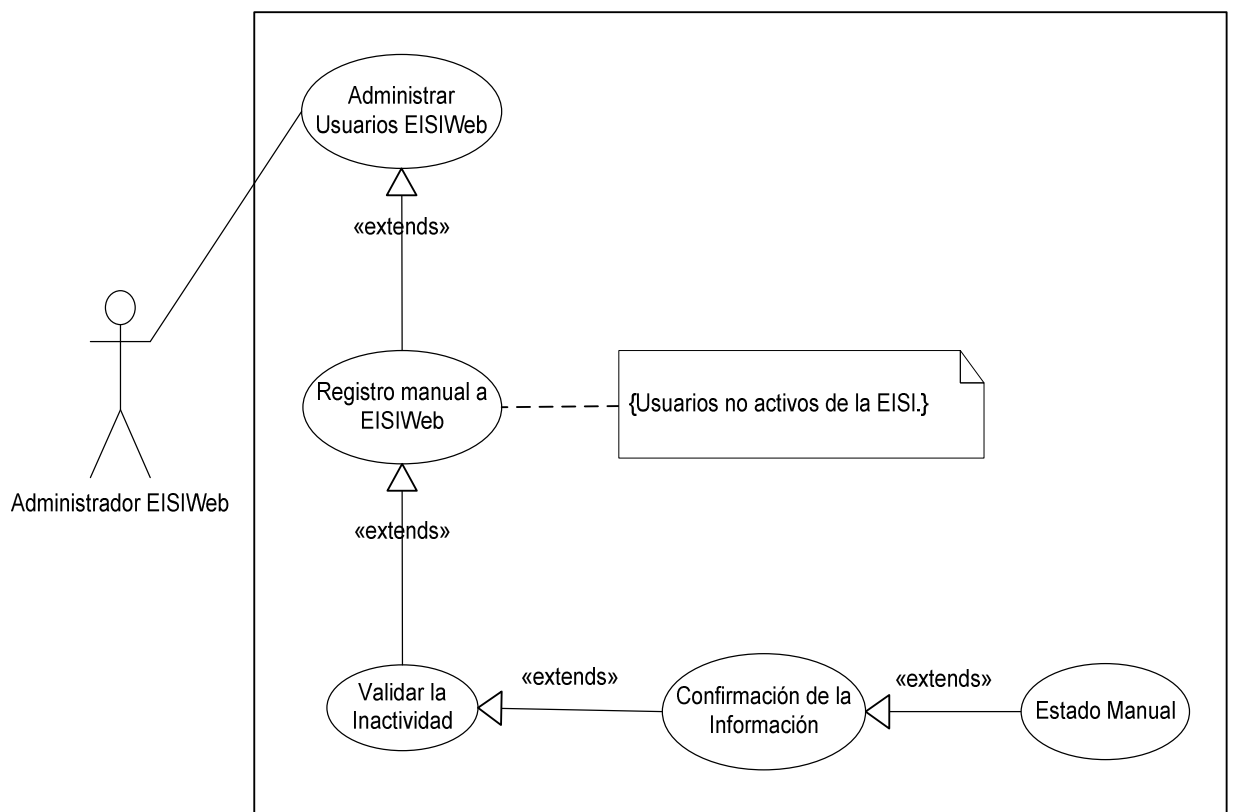 Administrar
Usuarios EISIWeb
«extends»
Registro manual a
EISIWeb
{Usuarios no activos de la EISI.}
Administrador EISIWeb
«extends»
Validar la
Inactividad
«extends»
Confirmación de la
Información
«extends»
Estado Manual